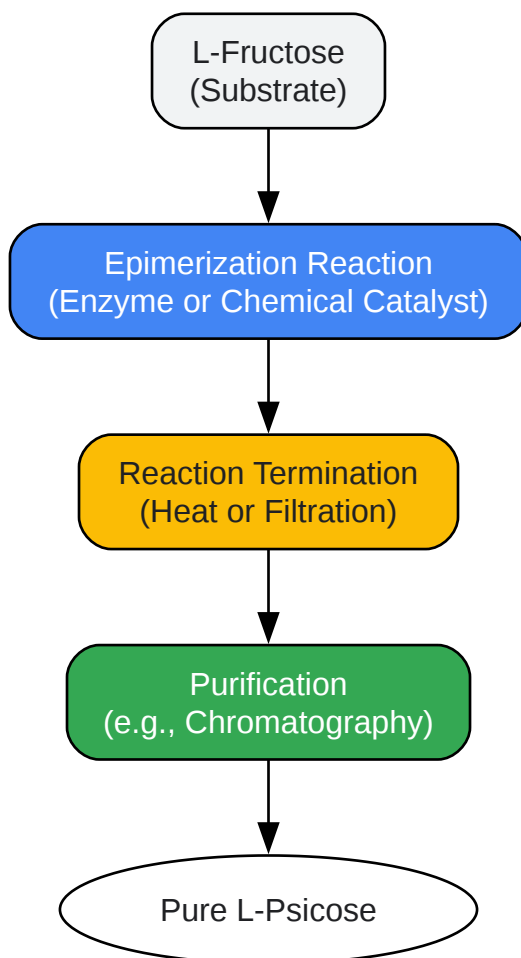 L-Fructose
(Substrate)
Epimerization Reaction
(Enzyme or Chemical Catalyst)
Reaction Termination
(Heat or Filtration)
Purification
(e.g., Chromatography)
Pure L-Psicose